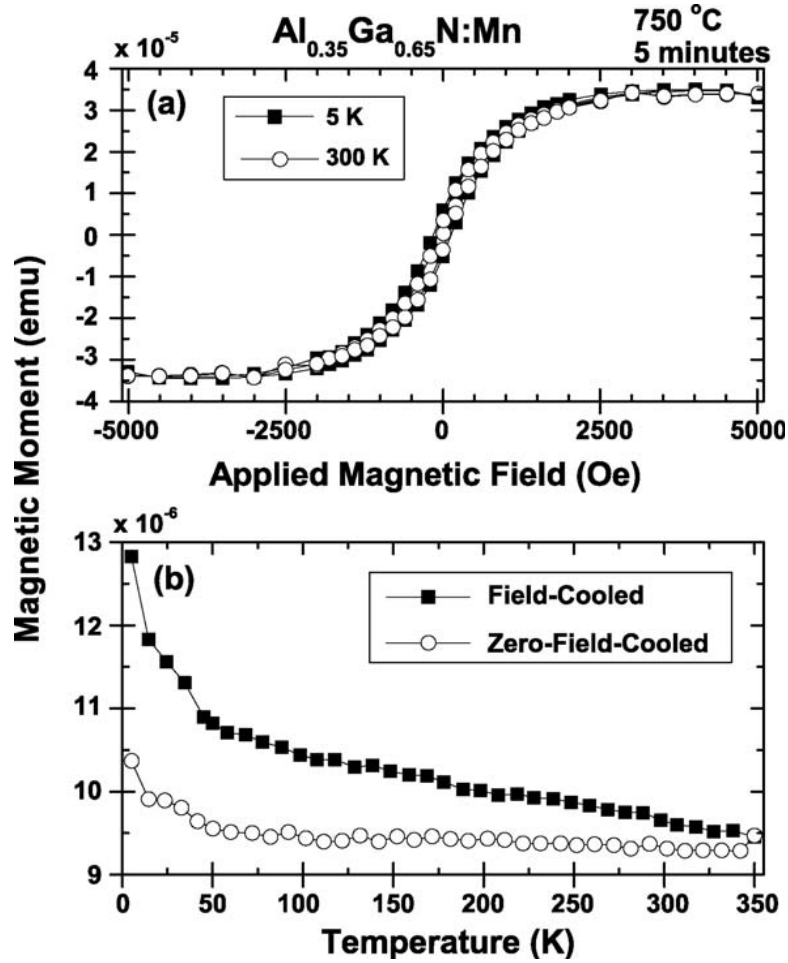 Al0.35Ga0.65N:Mn
750 °C
5 minutes
x 10-5
(a)
5 K
300 K
4
3
2
1
0
-1
-2
-3
-4
-5000 -2500 0 2500 5000
Applied Magnetic Field (Oe)
Magnetic Moment (emu)
x 10-6
(b)
Field-Cooled
Zero-Field-Cooled
13
12
11
10
9
0 50 100 150 200 250 300 350
Temperature (K)